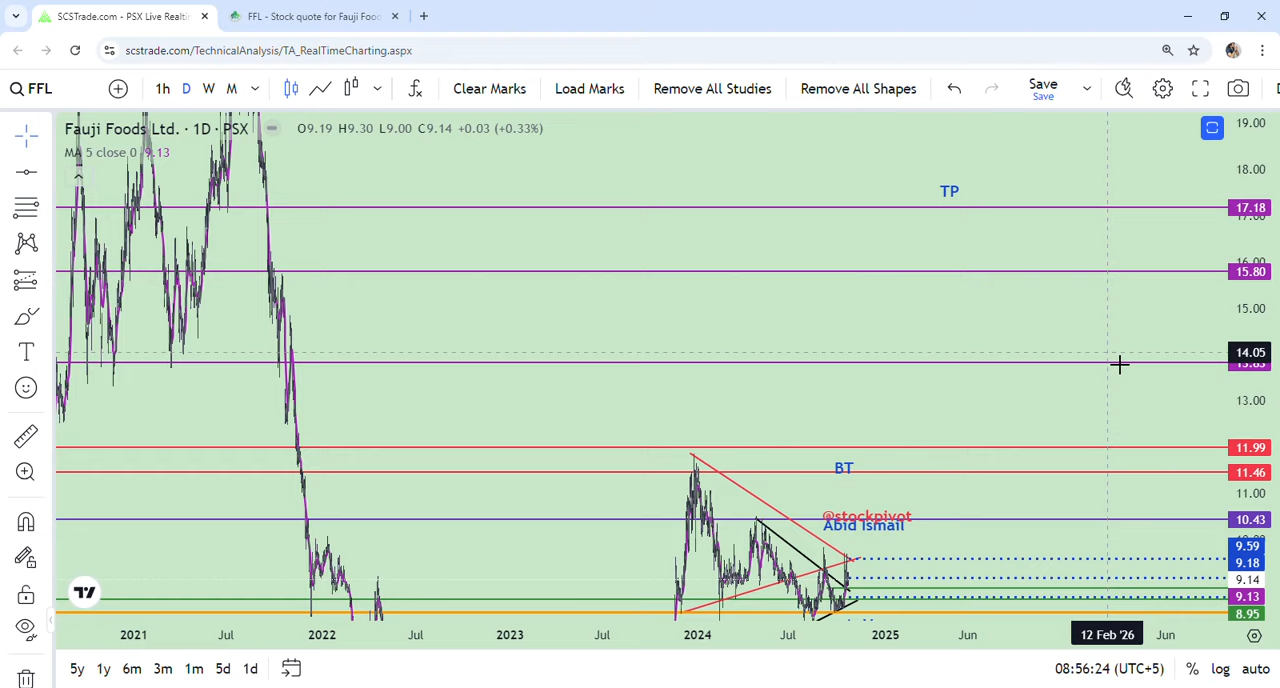 SCSTrade.com - PSX Live Realti
FFL - Stock quote for Fauji Food
scstrade.com/TechnicalAnalysis/TA_RealTimeCharting.aspx
FFL 1h D W M Clear Marks Load Marks Remove All Studies Remove All Shapes Save
Save
Fauji Foods Ltd. · 1D · PSX O9.19 H9.30 L9.00 C9.14 +0.03 (+0.33%)
MA 5 close 0 9.13
19.00
18.00
TP
17.18
17.00
16.00
15.80
15.00
14.05
13.83
13.00
11.99
BT
11.46
11.00
@stockpivot
10.43
Abid Ismail
9.59
9.18
9.14
9.13
8.95
2021 Jul 2022 Jul 2023 Jul 2024 Jul 2025 Jun 12 Feb '26 Jun
5y 1y 6m 3m 1m 5d 1d 08:56:24 (UTC+5) % log auto